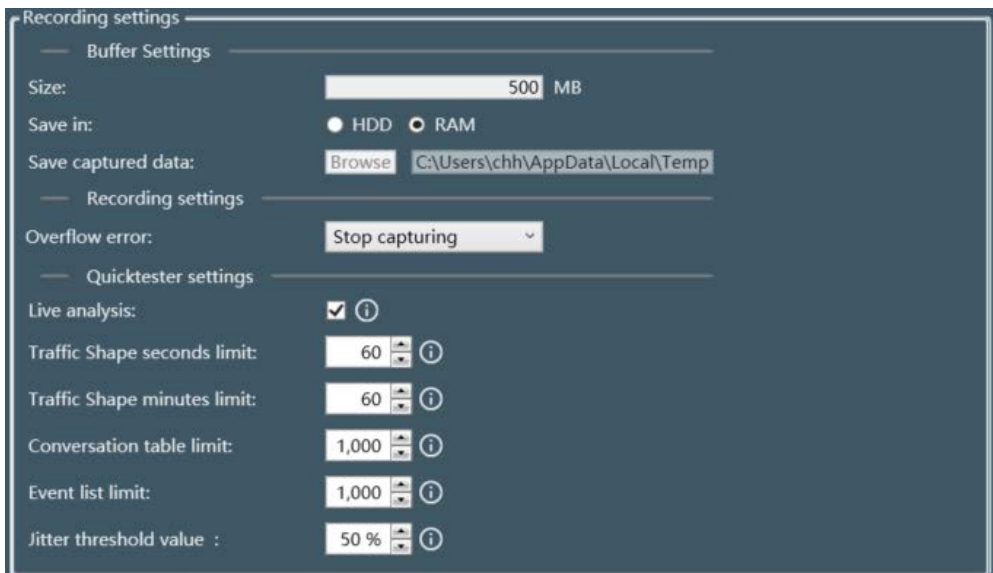 Recording settings
Buffer Settings
Size: 500 MB
Save in: HDD RAM
Save captured data: Browse C:\Users\chh\AppData\Local\Temp
Recording settings
Overflow error: Stop capturing
Quicktester settings
Live analysis:
Traffic Shape seconds limit: 60
Traffic Shape minutes limit: 60
Conversation table limit: 1,000
Event list limit: 1,000
Jitter threshold value : 50 %